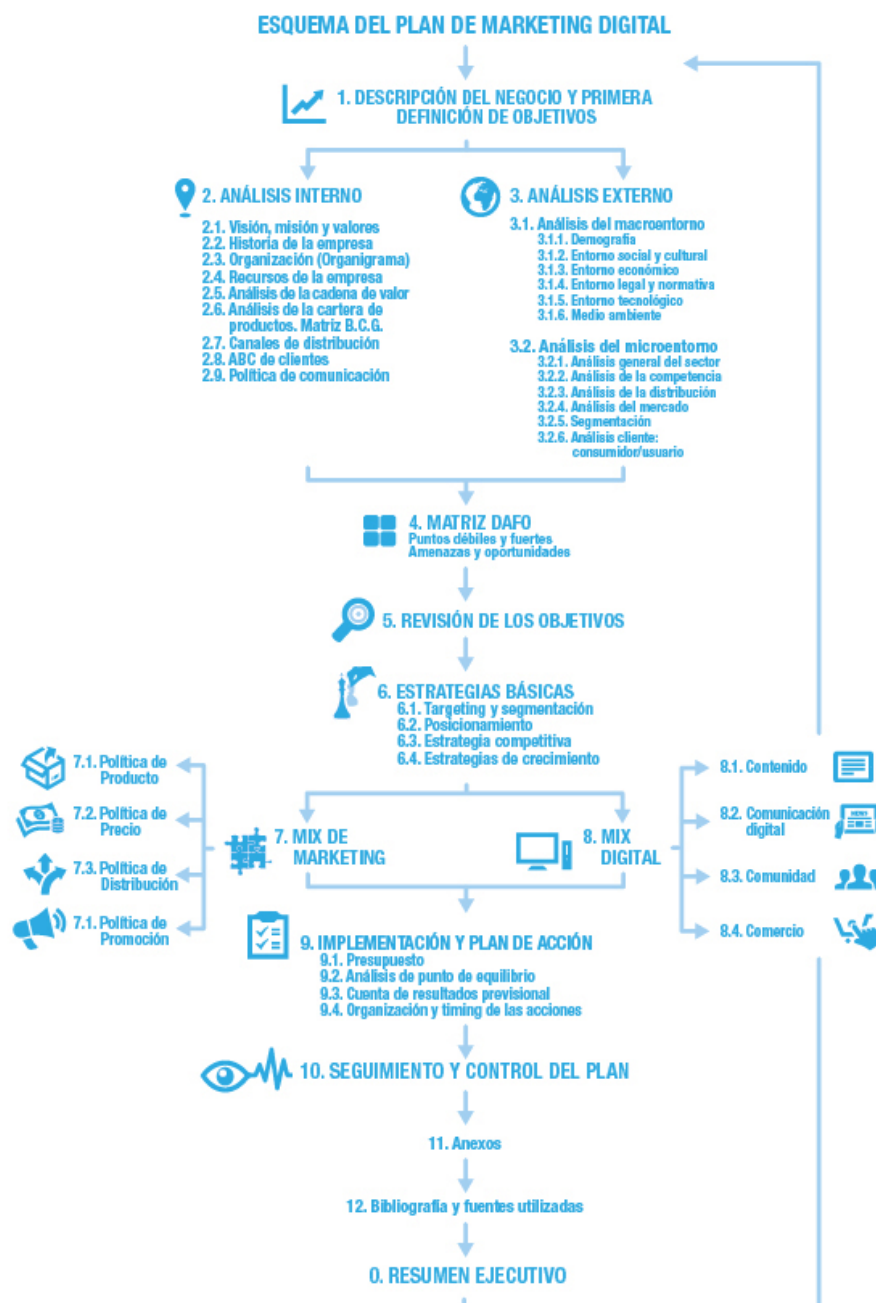 ESQUEMA DEL PLAN DE MARKETING DIGITAL
1. DESCRIPCIÓN DEL NEGOCIO Y PRIMERA
DEFINICIÓN DE OBJETIVOS
2. ANÁLISIS INTERNO
2.1. Visión, misión y valores
2.2. Historia de la empresa
2.3. Organización (Organigrama)
2.4. Recursos de la empresa
2.5. Análisis de la cadena de valor
2.6. Análisis de la cartera de
productos. Matriz B.C.G.
2.7. Canales de distribución
2.8. ABC de clientes
2.9. Política de comunicación
3. ANÁLISIS EXTERNO
3.1. Análisis del macroentorno
3.1.1. Demografía
3.1.2. Entorno social y cultural
3.1.3. Entorno económico
3.1.4. Entorno legal y normativa
3.1.5. Entorno tecnológico
3.1.6. Medio ambiente
3.2. Análisis del microentorno
3.2.1. Análisis general del sector
3.2.2. Análisis de la competencia
3.2.3. Análisis de la distribución
3.2.4. Análisis del mercado
3.2.5. Segmentación
3.2.6. Análisis cliente:
consumidor/usuario
4. MATRIZ DAFO
Puntos débiles y fuertes
Amenazas y oportunidades
5. REVISIÓN DE LOS OBJETIVOS
6. ESTRATEGIAS BÁSICAS
6.1. Targeting y segmentación
6.2. Posicionamiento
6.3. Estrategia competitiva
6.4. Estrategias de crecimiento
7. MIX DE
MARKETING
7.1. Política de
Producto
7.2. Política de
Precio
7.3. Política de
Distribución
7.1. Política de
Promoción
8. MIX
DIGITAL
8.1. Contenido
8.2. Comunicación
digital
NEWS
8.3. Comunidad
8.4. Comercio
9. IMPLEMENTACIÓN Y PLAN DE ACCIÓN
9.1. Presupuesto
9.2. Análisis de punto de equilibrio
9.3. Cuenta de resultados previsional
9.4. Organización y timing de las acciones
10. SEGUIMIENTO Y CONTROL DEL PLAN
11. Anexos
12. Bibliografía y fuentes utilizadas
0. RESUMEN EJECUTIVO